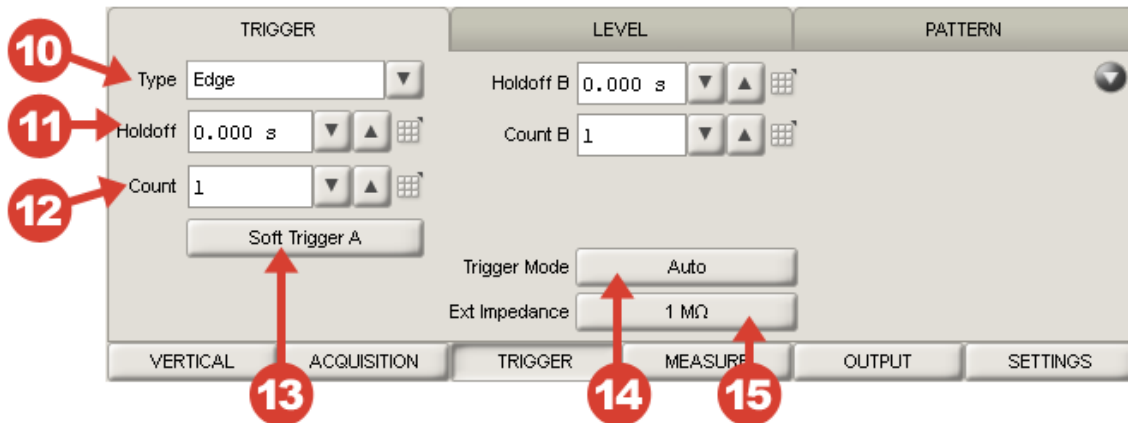 TRIGGER LEVEL PATTERN
10
Type Edge
Holdoff B 0.000 s
11
Holdoff 0.000 s
Count B 1
12
Count 1
Soft Trigger A
Trigger Mode Auto
Ext Impedance 1 MΩ
VERTICAL ACQUISITION TRIGGER MEASURE OUTPUT SETTINGS
13 14 15